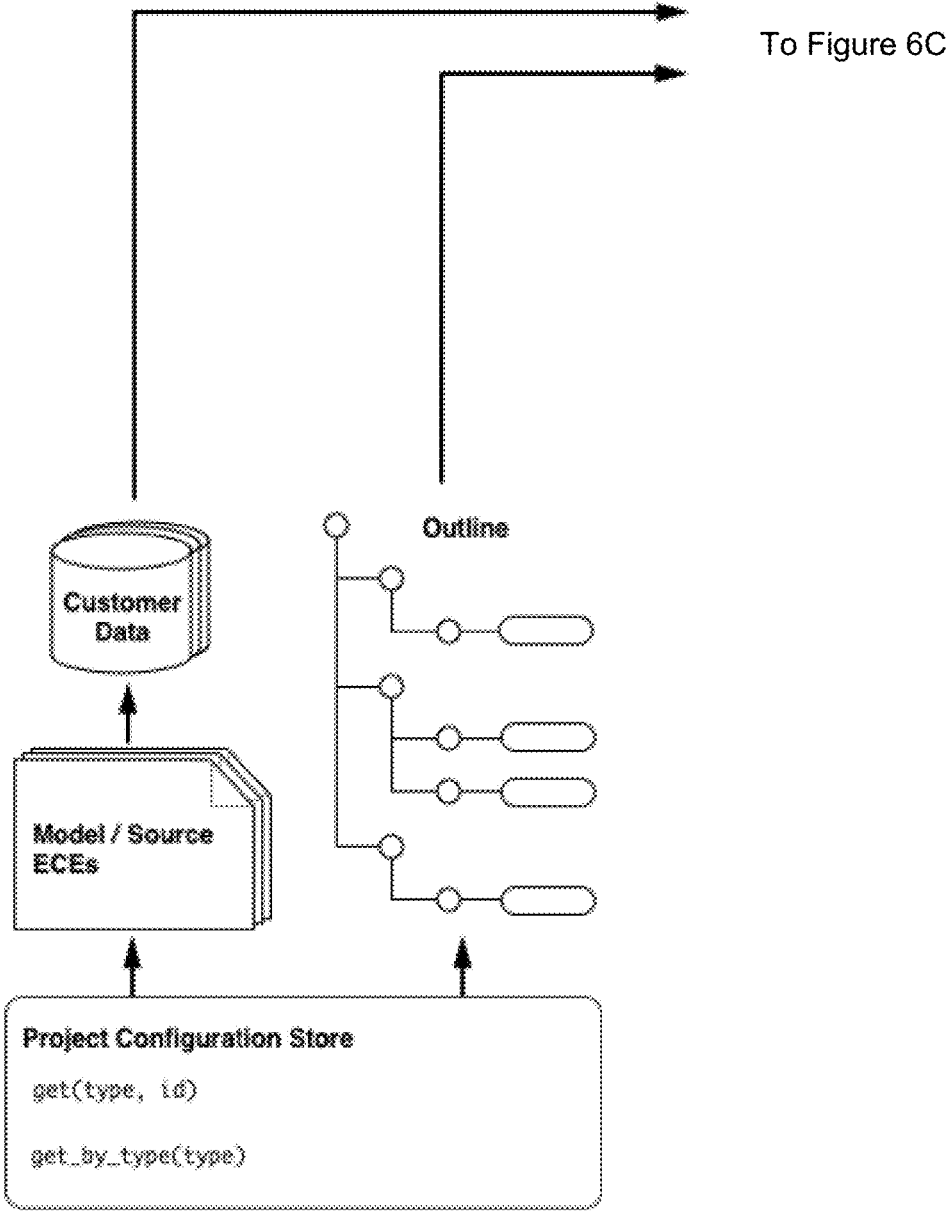 To Figure 6C
Outline
Customer
Data
Model / Source
ECEs
Project Configuration Store
get(type, id)
get_by_type(type)